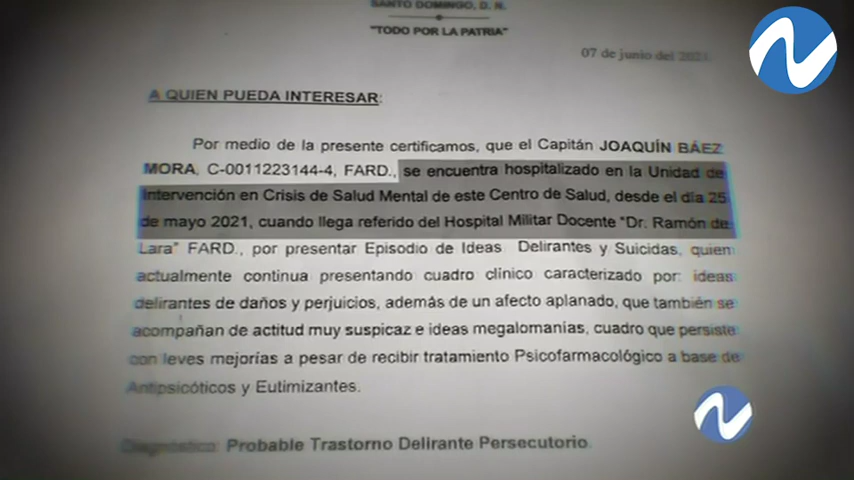 SANTO DOMINGO, D. N.
"TODO POR LA PATRIA"
07 de junio del 2021.
A QUIEN PUEDA INTERESAR:
Por medio de la presente certificamos, que el Capitán JOAQUÍN BÁEZ
MORA, C-0011223144-4, FARD., se encuentra hospitalizado en la Unidad de
Intervención en Crisis de Salud Mental de este Centro de Salud, desde el día 25
de mayo 2021, cuando llega referido del Hospital Militar Docente "Dr. Ramón de
Lara" FARD., por presentar Episodio de Ideas Delirantes y Suicidas, quien
actualmente continua presentando cuadro clínico caracterizado por: ideas
delirantes de daños y perjuicios, además de un afecto aplanado, que también se
acompañan de actitud muy suspicaz e ideas megalomanías, cuadro que persiste
con leves mejorías a pesar de recibir tratamiento Psicofarmacológico a base de
Antipsicóticos y Eutimizantes.
Diagnóstico: Probable Trastorno Delirante Persecutorio.